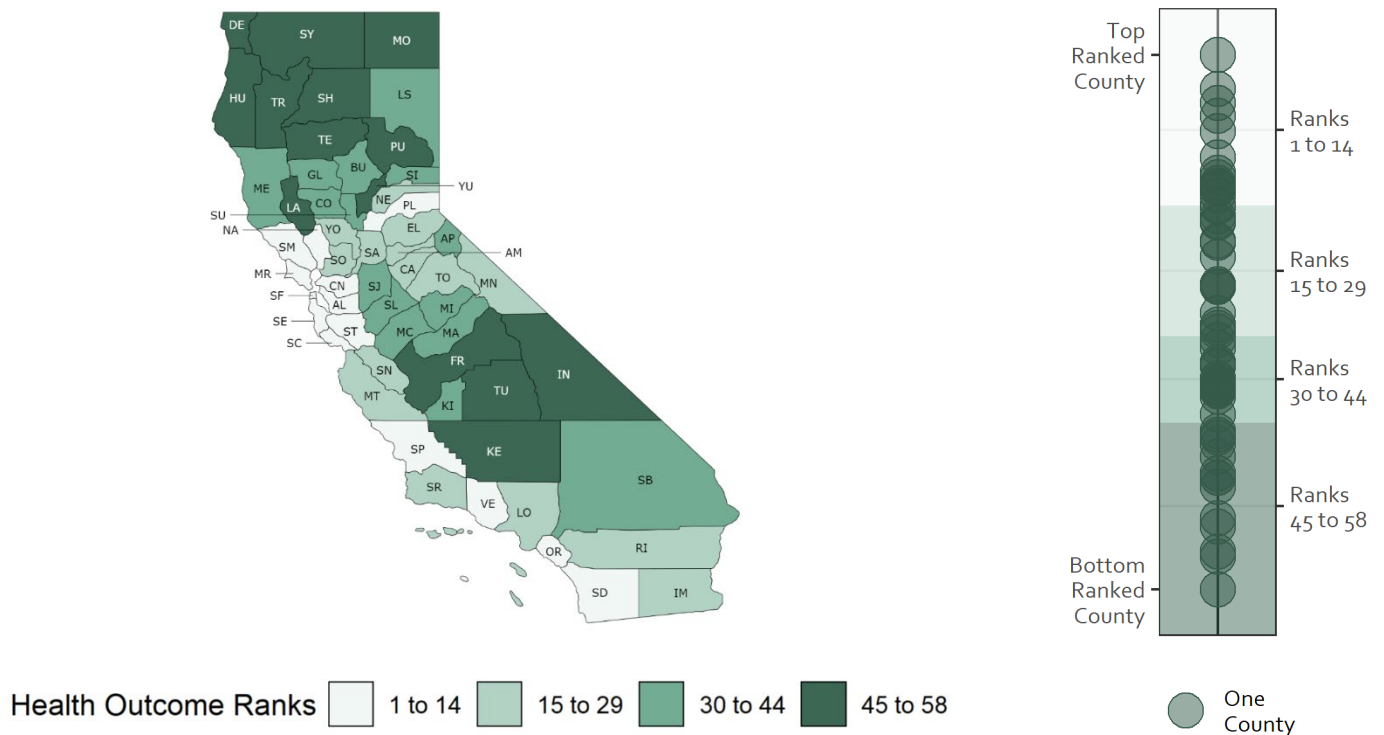 DE
SY
MO
HU
TR
SH
LS
TE
PU
ME
GL
BU
SI
YU
LA
CO
NE
PL
SU
NA
YO
EL
AP
SM
SA
AM
SO
CA
MR
CN
SJ
TO
MN
SF
AL
SL
MI
SE
ST
MC
MA
SC
FR
SN
IN
MT
KI
TU
SP
KE
SR
SB
VE
LO
OR
RI
SD
IM
Health Outcome Ranks
1 to 14
15 to 29
30 to 44
45 to 58
Top
Ranked
County
Ranks
1 to 14
Ranks
15 to 29
Ranks
30 to 44
Ranks
45 to 58
Bottom
Ranked
County
One
County